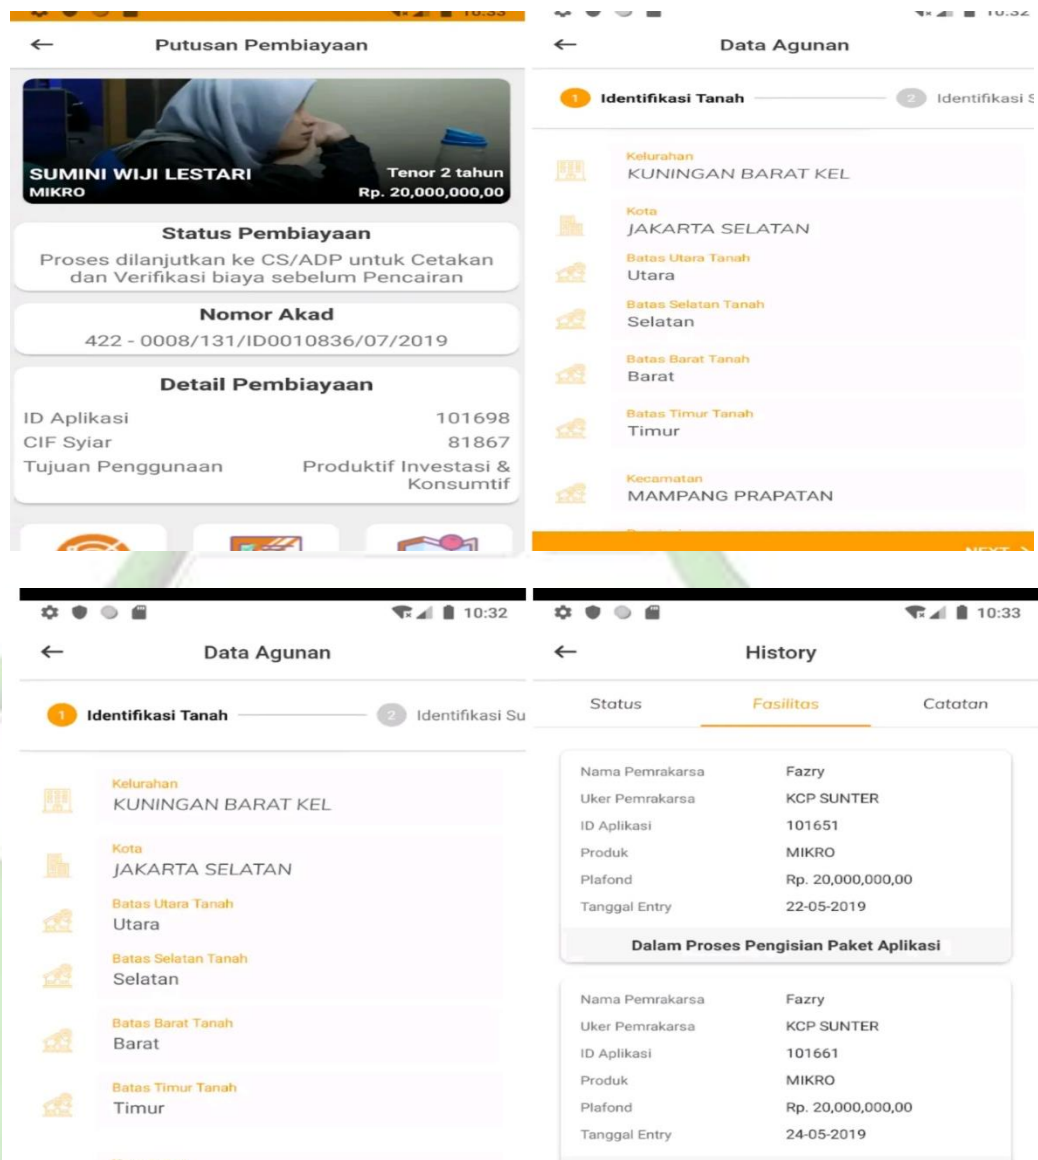 10:33
Putusan Pembiayaan
SUMINI WIJI LESTARI
Tenor 2 tahun
MIKRO
Rp. 20,000,000,00
Status Pembiayaan
Proses dilanjutkan ke CS/ADP untuk Cetakan
dan Verifikasi biaya sebelum Pencairan
Nomor Akad
422 - 0008/131/ID0010836/07/2019
Detail Pembiayaan
ID Aplikasi 101698
CIF Syiar 81867
Tujuan Penggunaan Produktif Investasi &
Konsumtif
10:32
Data Agunan
1 Identifikasi Tanah
2 Identifikasi S
Kelurahan
KUNINGAN BARAT KEL
Kota
JAKARTA SELATAN
Batas Utara Tanah
Utara
Batas Selatan Tanah
Selatan
Batas Barat Tanah
Barat
Batas Timur Tanah
Timur
Kecamatan
MAMPANG PRAPATAN
NEXT
10:32
Data Agunan
1 Identifikasi Tanah
2 Identifikasi Su
Kelurahan
KUNINGAN BARAT KEL
Kota
JAKARTA SELATAN
Batas Utara Tanah
Utara
Batas Selatan Tanah
Selatan
Batas Barat Tanah
Barat
Batas Timur Tanah
Timur
10:33
History
Status Fasilitas Catatan
Nama Pemrakarsa Fazry
Uker Pemrakarsa KCP SUNTER
ID Aplikasi 101651
Produk MIKRO
Plafond Rp. 20,000,000,00
Tanggal Entry 22-05-2019
Dalam Proses Pengisian Paket Aplikasi
Nama Pemrakarsa Fazry
Uker Pemrakarsa KCP SUNTER
ID Aplikasi 101661
Produk MIKRO
Plafond Rp. 20,000,000,00
Tanggal Entry 24-05-2019